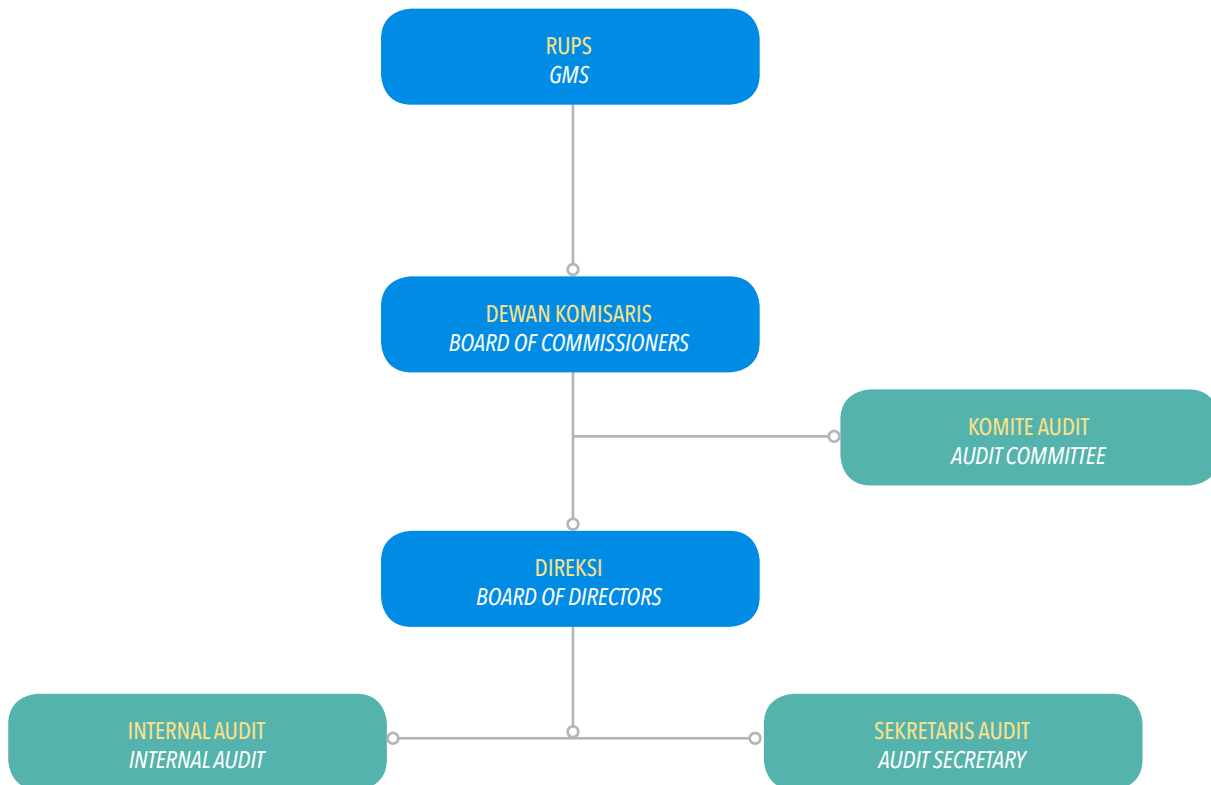 RUPS
GMS
DEWAN KOMISARIS
BOARD OF COMMISSIONERS
KOMITE AUDIT
AUDIT COMMITTEE
DIREKSI
BOARD OF DIRECTORS
INTERNAL AUDIT
INTERNAL AUDIT
SEKRETARIS AUDIT
AUDIT SECRETARY